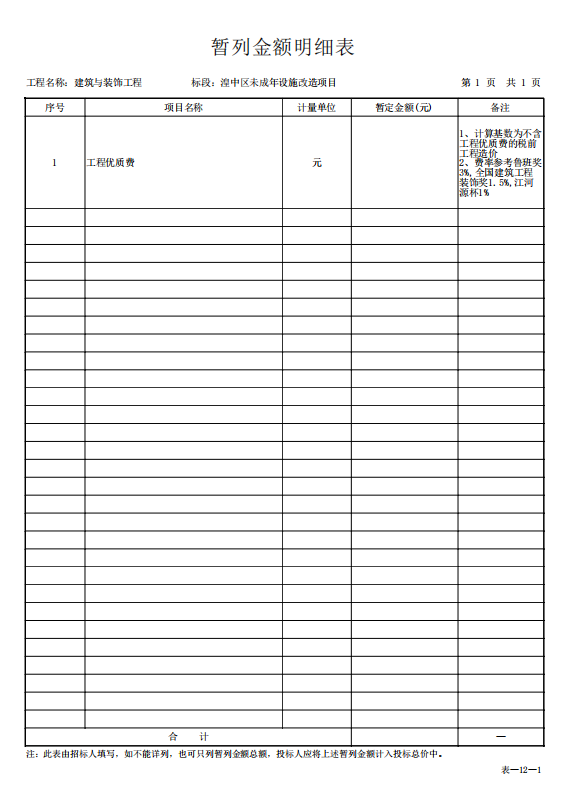 暂列金额明细表
工程名称：建筑与装饰工程 标段：湟中区未成年设施改造项目 第 1 页 共 1 页
序号 项目名称 计量单位 暂定金额(元) 备注
1 工程优质费 元
1、计算基数为不含
工程优质费的税前
工程造价
2、费率参考鲁班奖
3%,全国建筑工程
装饰奖1.5%,江河
源杯1%
合 计 —
注：此表由招标人填写，如不能详列，也可只列暂列金额总额，投标人应将上述暂列金额计入投标总价中。
表—12—1